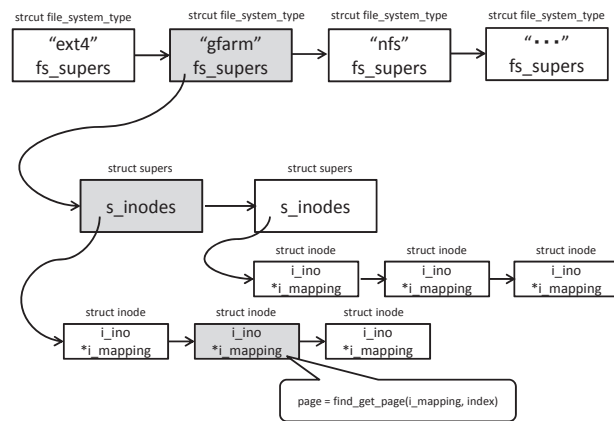 strcut file_system_type strcut file_system_type strcut file_system_type strcut file_system_type
“ext4” “gfarm” “nfs” “···”
fs_supers fs_supers fs_supers fs_supers
struct supers struct supers
s_inodes s_inodes
struct inode struct inode struct inode
i_ino i_ino i_ino
*i_mapping *i_mapping *i_mapping
struct inode struct inode struct inode
i_ino i_ino i_ino
*i_mapping *i_mapping *i_mapping
page = find_get_page(i_mapping, index)